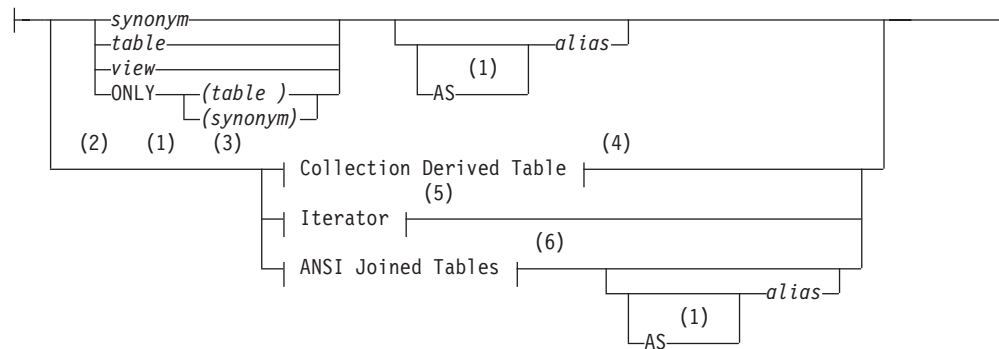 synonym
table alias
view (1)
ONLY (table ) AS
(synonym)
(2) (1) (3) (4)
Collection Derived Table
(5)
Iterator
(6)
ANSI Joined Tables
alias
(1)
AS